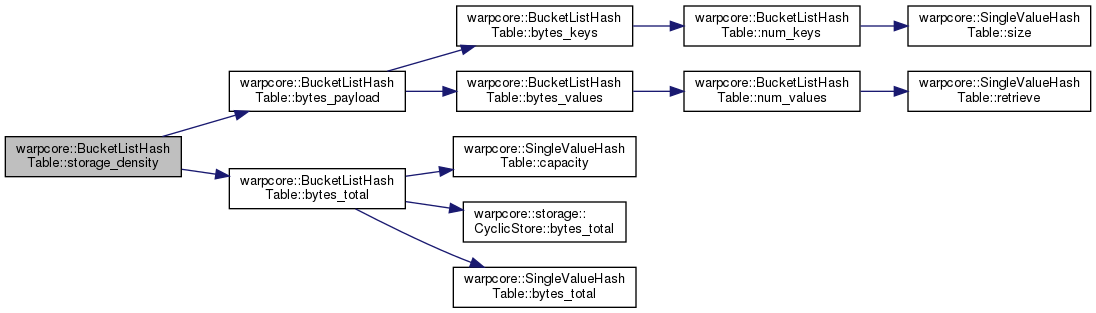 warpcore::BucketListHash
Table::storage_density
warpcore::BucketListHash
Table::bytes_payload
warpcore::BucketListHash
Table::bytes_keys
warpcore::BucketListHash
Table::num_keys
warpcore::SingleValueHash
Table::size
warpcore::BucketListHash
Table::bytes_values
warpcore::BucketListHash
Table::num_values
warpcore::SingleValueHash
Table::retrieve
warpcore::BucketListHash
Table::bytes_total
warpcore::SingleValueHash
Table::capacity
warpcore::storage::
CyclicStore::bytes_total
warpcore::SingleValueHash
Table::bytes_total